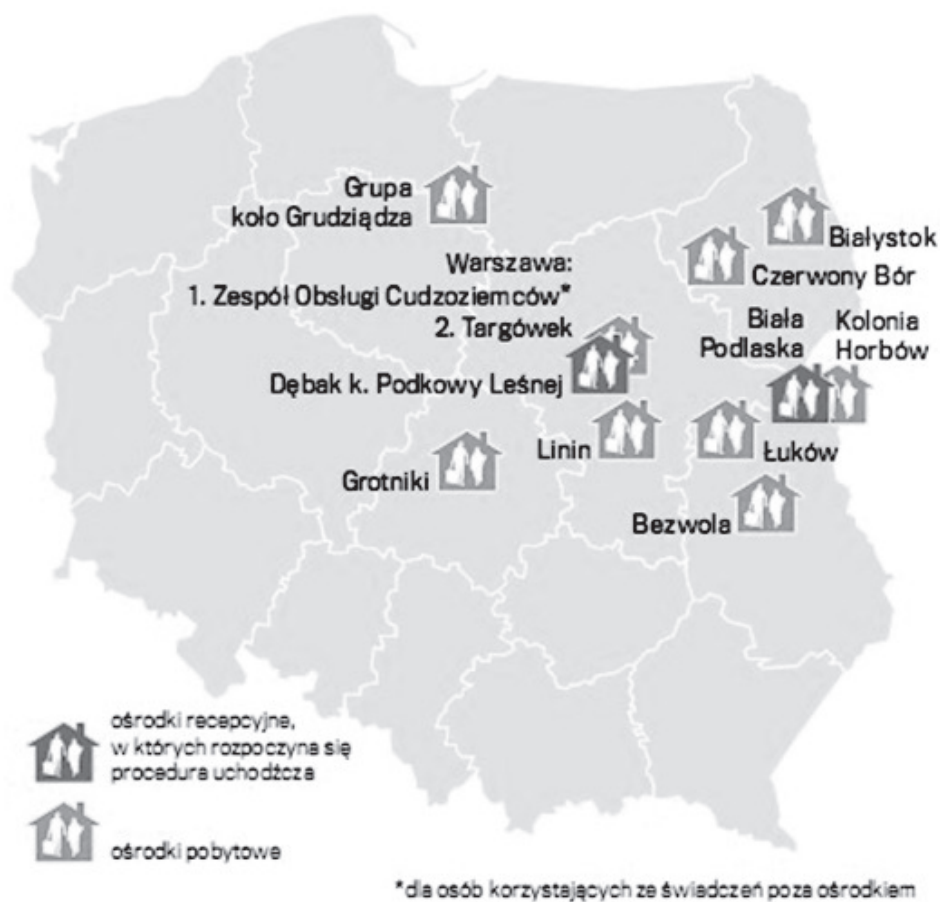 Grupa
koło Grudziądza
Białystok
Czerwony Bór
Warszawa:
1. Zespół Obsługi Cudzoziemców*
2. Targówek
Biała
Podlaska
Kolonia
Horbów
Dębak k. Podkowy Leśnej
Linin
Łuków
Grotniki
Bezwola
ośrodki recepcyjne,
w których rozpoczyna się
procedura uchodźcza
ośrodki pobytowe
*dla osób korzystających ze świadczeń poza ośrodkiem